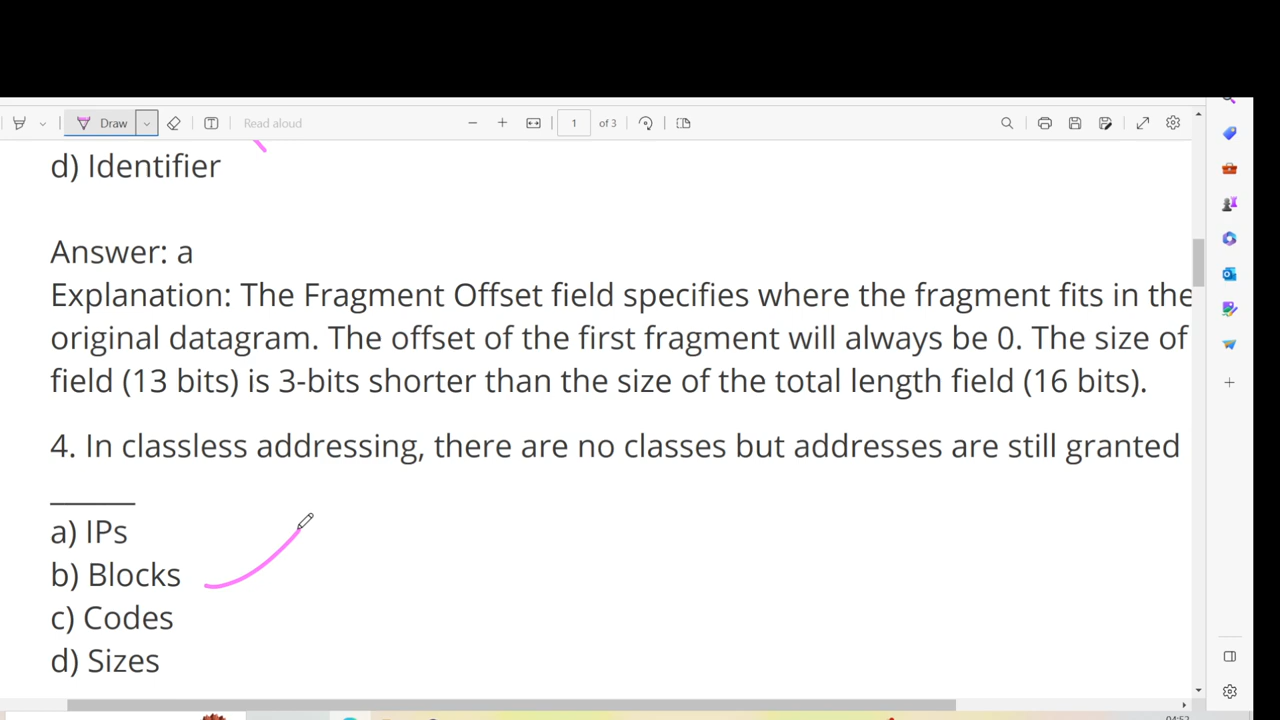 Draw
Read aloud
1 of 3
d) Identifier
Answer: a
Explanation: The Fragment Offset field specifies where the fragment fits in the
original datagram. The offset of the first fragment will always be 0. The size of
field (13 bits) is 3-bits shorter than the size of the total length field (16 bits).
4. In classless addressing, there are no classes but addresses are still granted
______
a) IPs
b) Blocks
c) Codes
d) Sizes